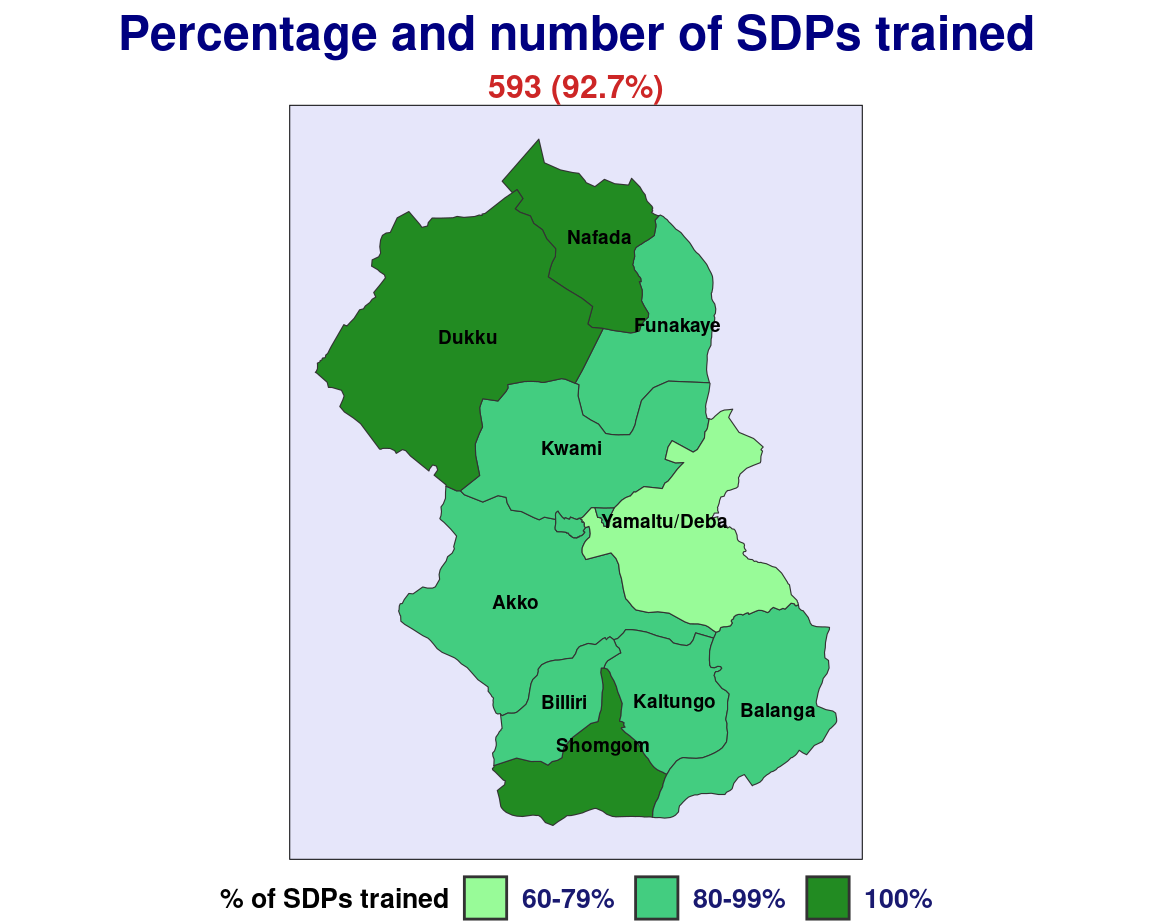 Percentage and number of SDPs trained
593 (92.7%)
Nafada
Funakaye
Dukku
Kwami
Yamaltu/Deba
Akko
Billiri
Kaltungo
Balanga
Shomgom
% of SDPs trained 60-79% 80-99% 100%